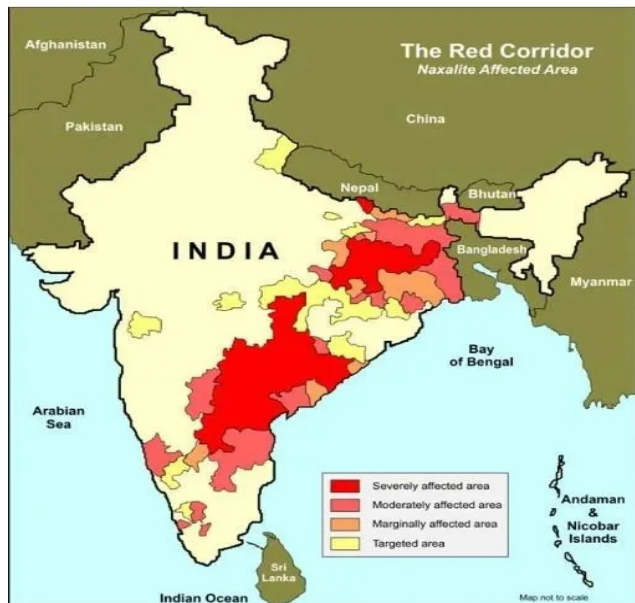 The Red Corridor
Naxalite Affected Area
Afghanistan
Pakistan
China
Nepal
Bhutan
INDIA
Bangladesh
Myanmar
Bay
of Bengal
Arabian
Sea
Severely affected area
Moderately affected area
Marginally affected area
Targeted area
Andaman
&
Nicobar
Islands
Sri
Lanka
Indian Ocean
Map not to scale